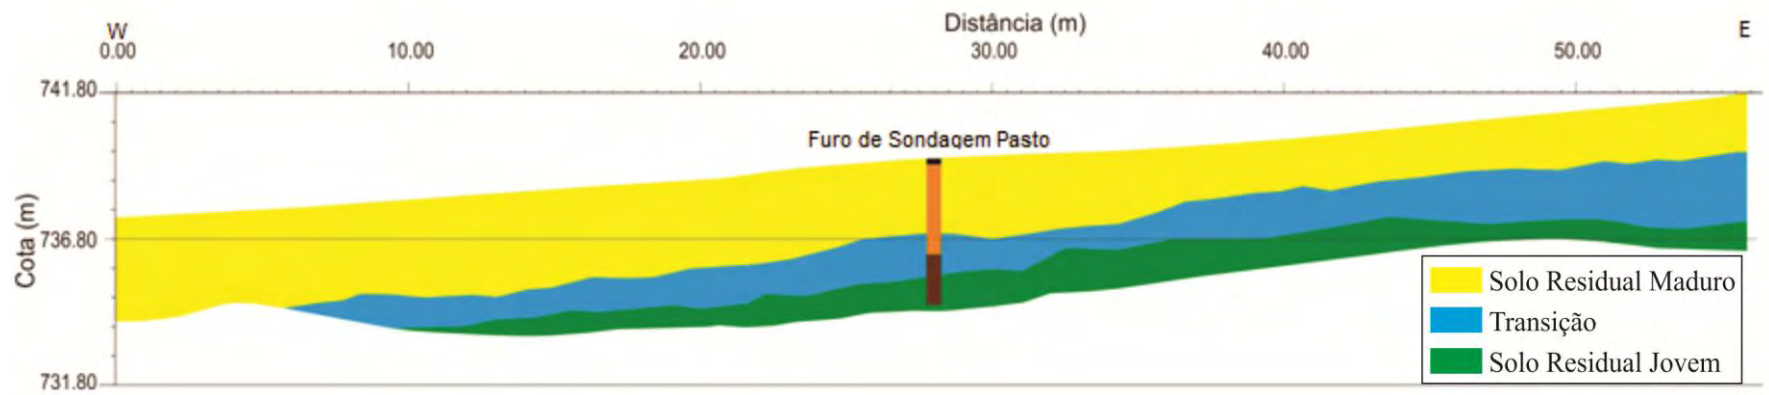 Distância (m)
W
E
0.00 10.00 20.00 30.00 40.00 50.00
741.80
Furo de Sondagem Pasto
Cota (m)
736.80
731.80
Solo Residual Maduro
Transição
Solo Residual Jovem